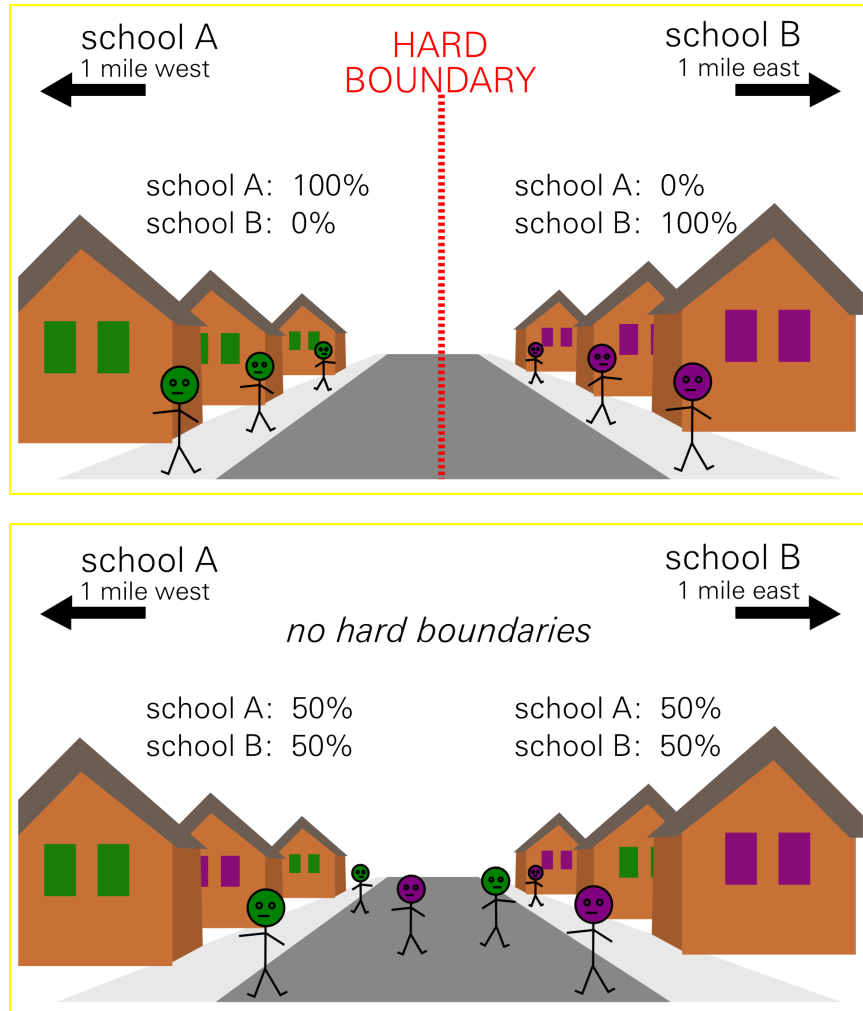 school A
1 mile west
HARD
BOUNDARY
school B
1 mile east
school A: 100%
school B: 0%
school A: 0%
school B: 100%
school A
1 mile west
school B
1 mile east
no hard boundaries
school A: 50%
school B: 50%
school A: 50%
school B: 50%